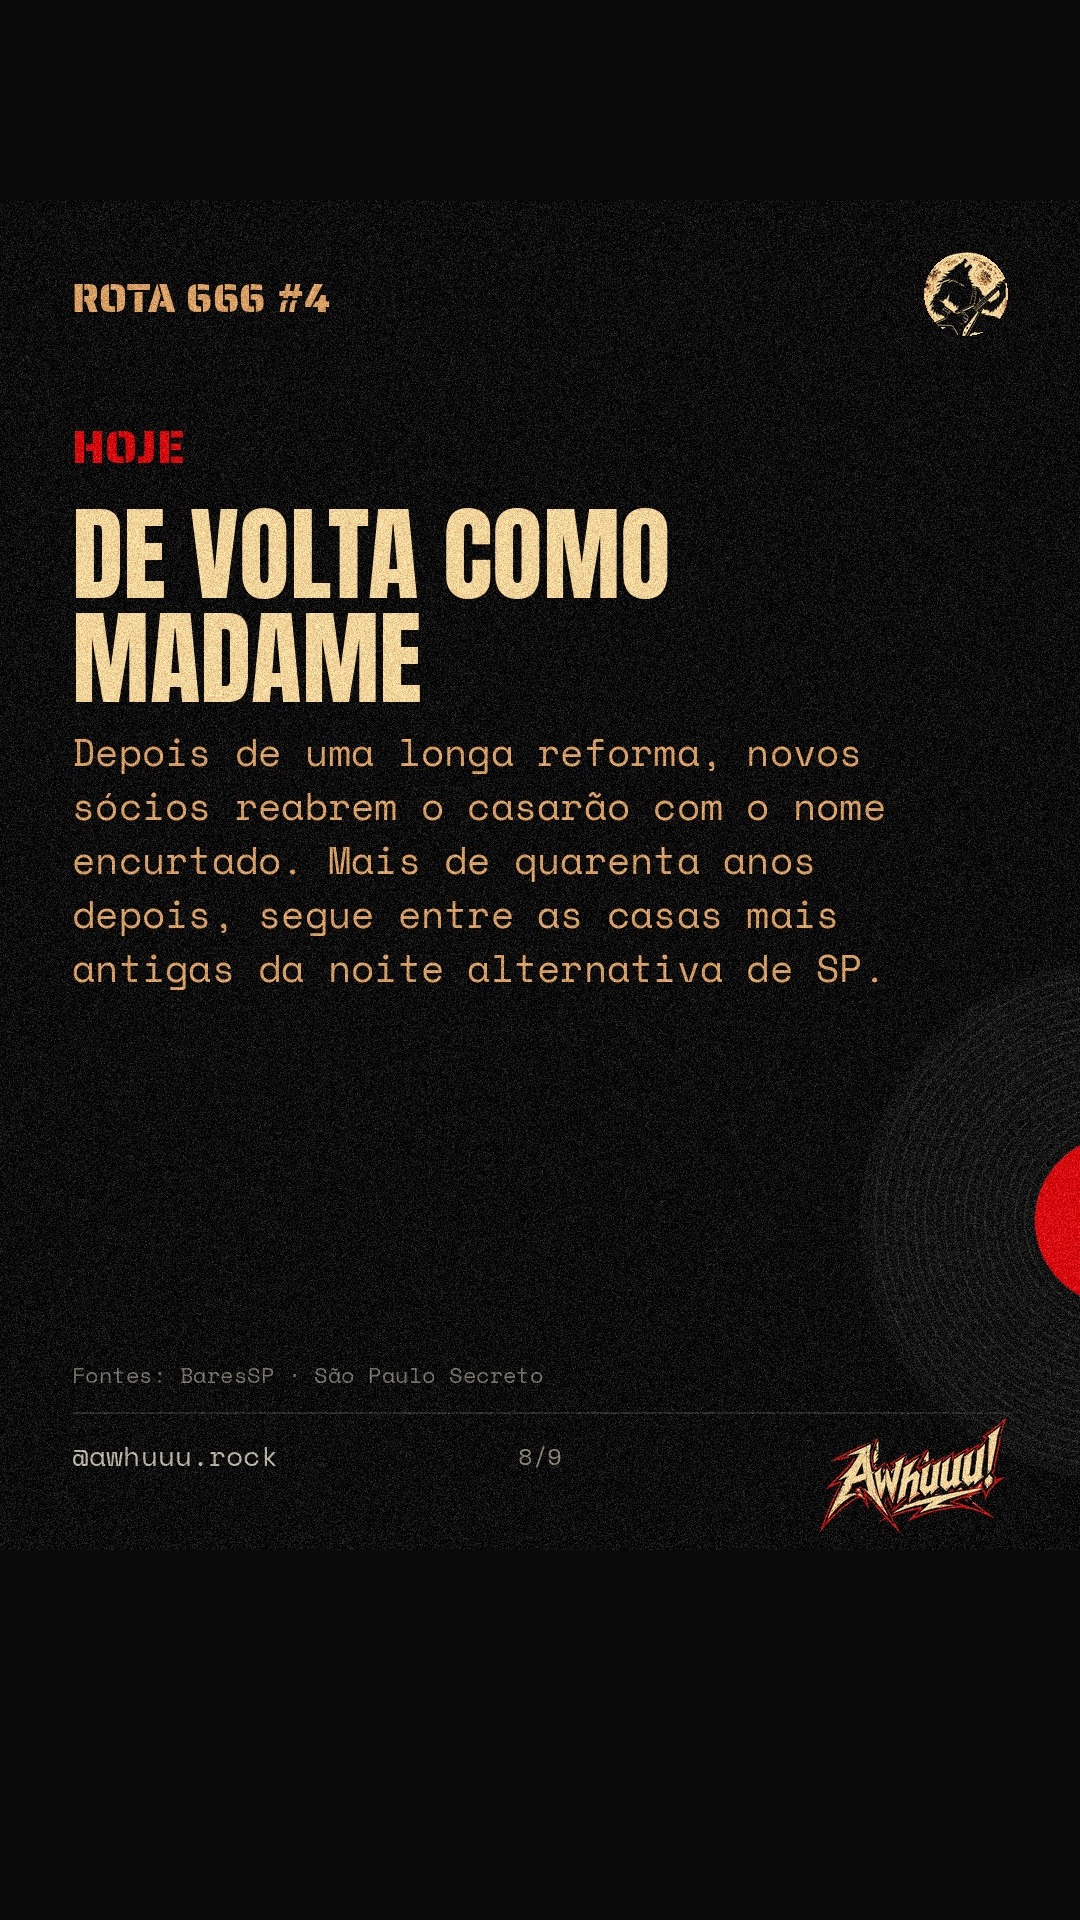 ROTA 666 #4
HOJE
DE VOLTA COMO
MADAME
Depois de uma longa reforma, novos
sócios reabrem o casarão com o nome
encurtado. Mais de quarenta anos
depois, segue entre as casas mais
antigas da noite alternativa de SP.
Fontes: BaresSP · São Paulo Secreto
@awhuuu.rock
8/9
Awhuuu!